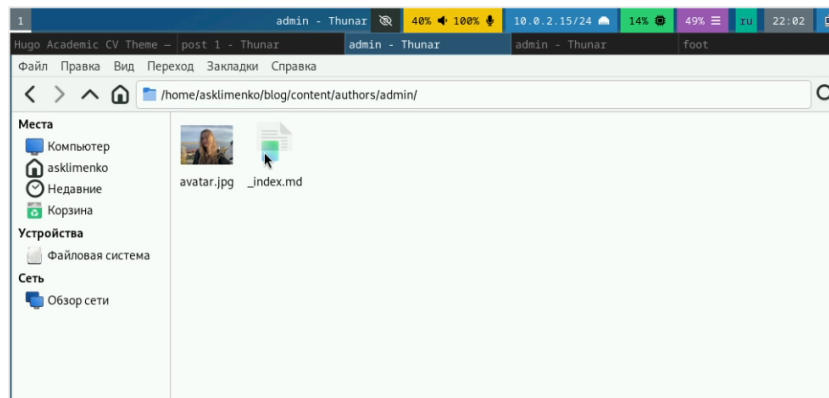 1 admin - Thunar 40% 100% 10.0.2.15/24 14% 49% ru 22:02
Hugo Academic CV Theme — post 1 - Thunar admin - Thunar admin - Thunar foot
Файл Правка Вид Переход Закладки Справка
/home/asklimenko/blog/content/authors/admin/
Места
Компьютер
asklimenko
Недавние
Корзина
Устройства
Файловая система
Сеть
Обзор сети
avatar.jpg _index.md